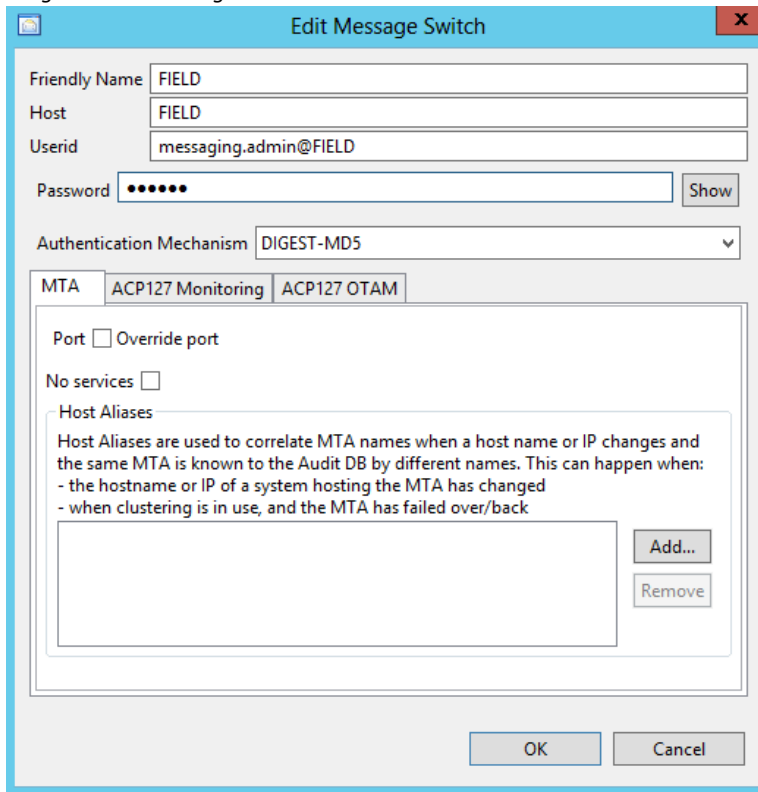 Edit Message Switch
x
Friendly Name FIELD
Host FIELD
Userid messaging.admin@FIELD
Password ●●●●●● Show
Authentication Mechanism DIGEST-MD5
MTA ACP127 Monitoring ACP127 OTAM
Port Override port
No services
Host Aliases
Host Aliases are used to correlate MTA names when a host name or IP changes and
the same MTA is known to the Audit DB by different names. This can happen when:
- the hostname or IP of a system hosting the MTA has changed
- when clustering is in use, and the MTA has failed over/back
Add...
Remove
OK Cancel